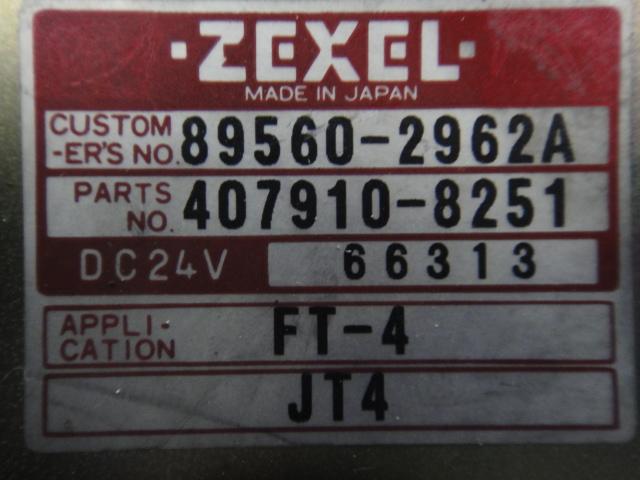 ·ZEXEL·
MADE IN JAPAN
CUSTOM
-ER'S NO. 89560-2962A
PARTS
NO. 407910-8251
DC24V 66313
APPLI-
CATION FT-4
JT4